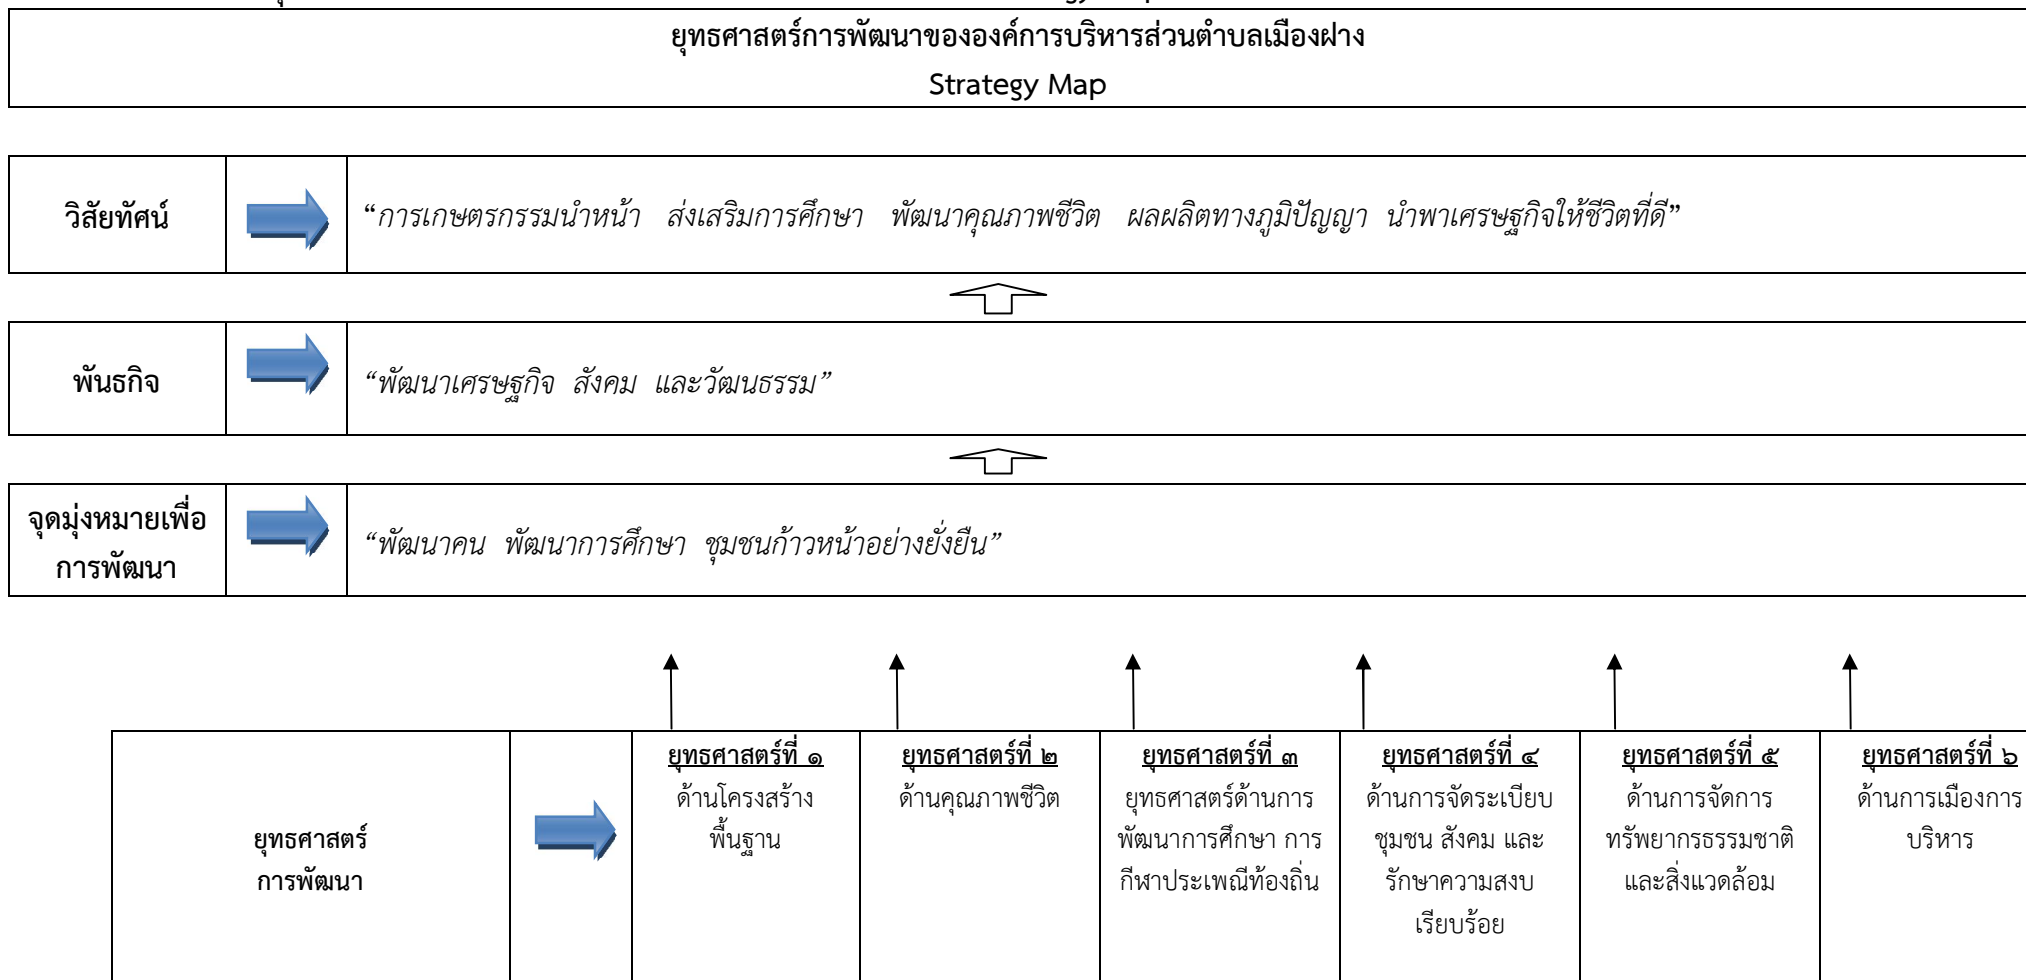 ยุทธศาสตร์การพัฒนาขององค์การบริหารส่วนตำบลเมืองฝาง
Strategy Map
วิสัยทัศน์
“การเกษตรกรรมนำหน้า ส่งเสริมการศึกษา พัฒนาคุณภาพชีวิต ผลผลิตทางภูมิปัญญา นำพาเศรษฐกิจให้ชีวิตที่ดี”
พันธกิจ
“พัฒนาเศรษฐกิจ สังคม และวัฒนธรรม”
จุดมุ่งหมายเพื่อ
การพัฒนา
“พัฒนาคน พัฒนาการศึกษา ชุมชนก้าวหน้าอย่างยั่งยืน”
ยุทธศาสตร์
การพัฒนา
ยุทธศาสตร์ที่ ๑
ด้านโครงสร้าง
พื้นฐาน
ยุทธศาสตร์ที่ ๒
ด้านคุณภาพชีวิต
ยุทธศาสตร์ที่ ๓
ยุทธศาสตร์ด้านการ
พัฒนาการศึกษา การ
กีฬาประเพณีท้องถิ่น
ยุทธศาสตร์ที่ ๔
ด้านการจัดระเบียบ
ชุมชน สังคม และ
รักษาความสงบ
เรียบร้อย
ยุทธศาสตร์ที่ ๕
ด้านการจัดการ
ทรัพยากรธรรมชาติ
และสิ่งแวดล้อม
ยุทธศาสตร์ที่ ๖
ด้านการเมืองการ
บริหาร